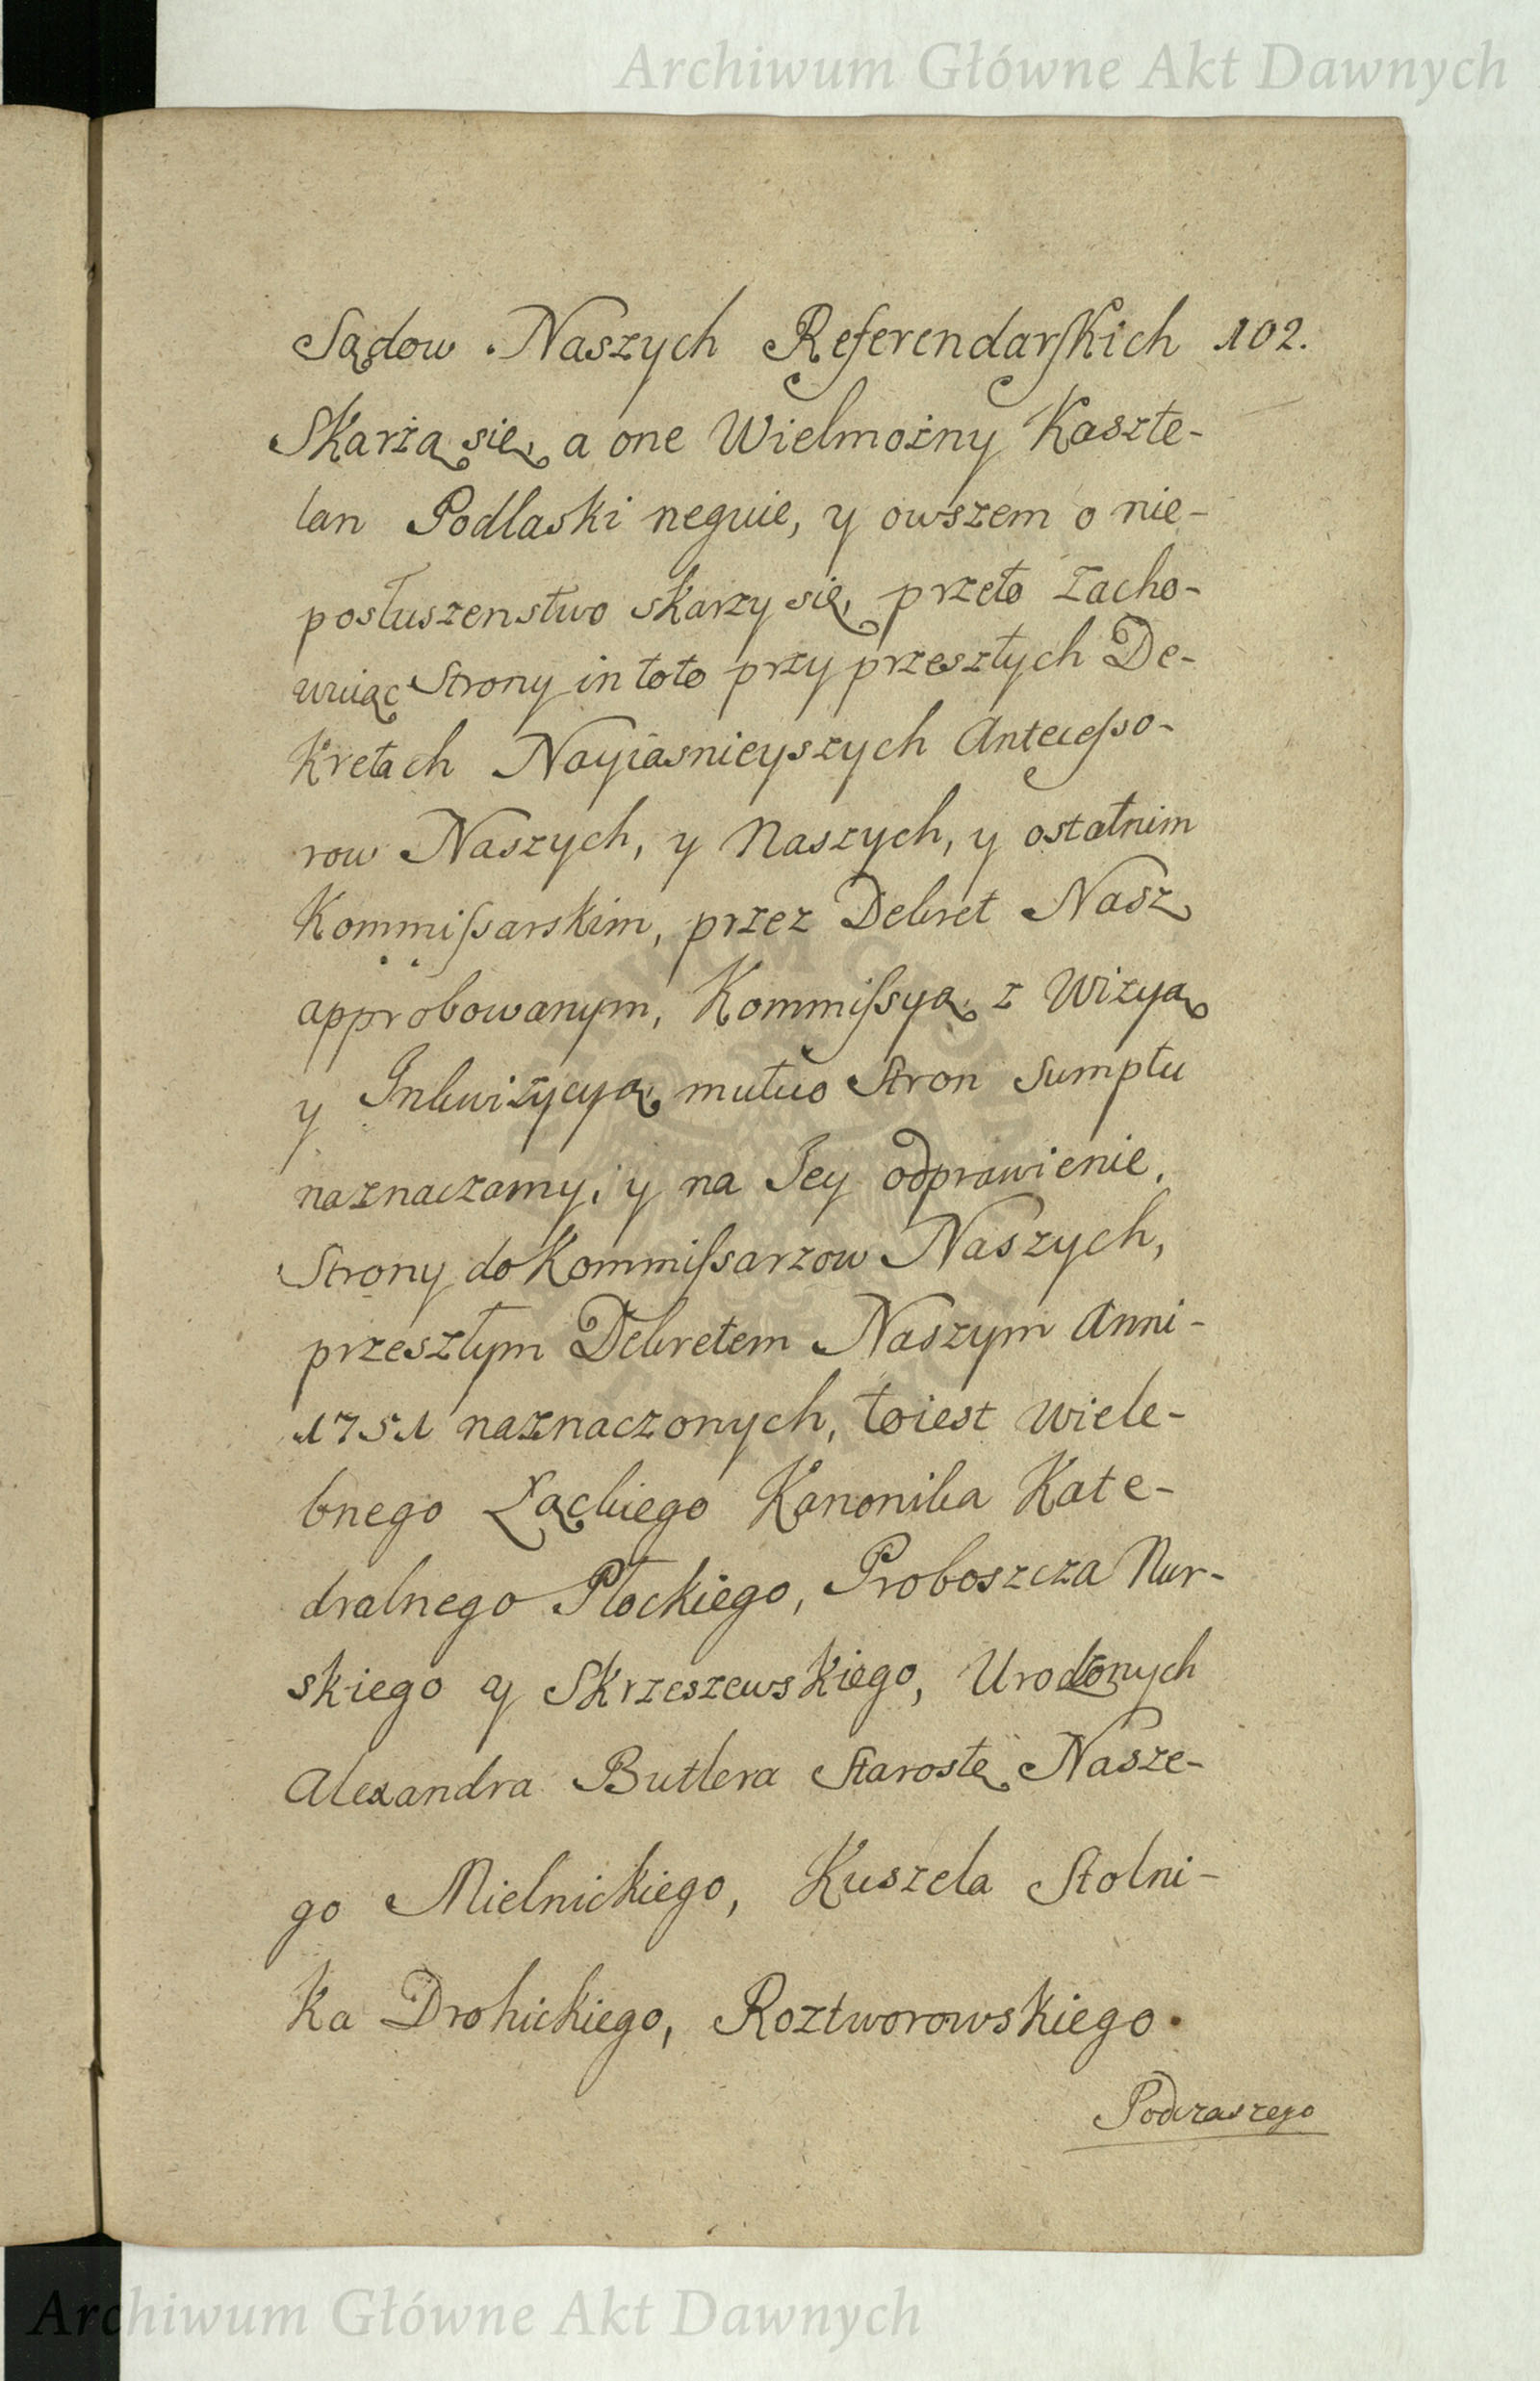 Archiwum Główne Akt Dawnych
Sądow Naszych Referendarskich 102.
Skarżą się, a one Wielmożny Kaszte-
lan Podlaski neguie, y owszem o nie-
posłuszenstwo skarzy się, przeto zacho-
wuiąc Strony in toto przy przeszłych De-
kretach Nayiasnieyszych Antecesso-
row Naszych, y Naszych, y ostatnim
Kommissarskim, przez Dekret Nasz
approbowanym, Kommissyą z Wizyą
y Inkwizycyą mutuo Stron Sumptu
naznaczamy, y na Jey odprawienie,
Strony do Kommissarzow Naszych,
przeszłym Dekretem Naszym Anni-
1751 naznaczonych, toiest Wiele-
bnego Łąckiego Kanonika Kate-
dralnego Płockiego, Proboszcza Nur-
skiego y Skrzeszewskiego, Urodzonych
Alexandra Butlera Starostę Nasze-
go Mielnickiego, Kuszela Stolni-
ka Drohickiego, Roztworowskiego
Podczaszego
Archiwum Główne Akt Dawnych